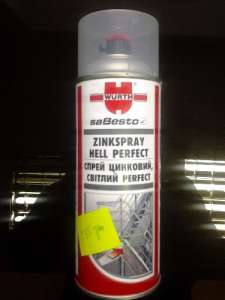 WÜRTH
saBesto
ZINKSPRAY
HELL PERFECT
СПРЕЙ ЦИНКОВИЙ,
СВІТЛИЙ PERFECT